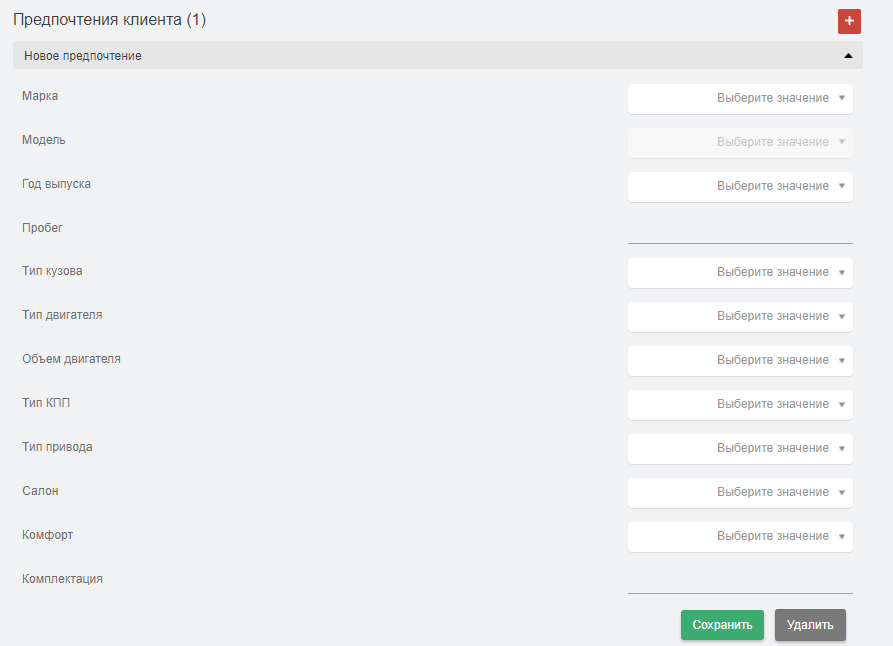 Предпочтения клиента (1)
+
Новое предпочтение
Марка Выберите значение
Модель Выберите значение
Год выпуска Выберите значение
Пробег
Тип кузова Выберите значение
Тип двигателя Выберите значение
Объем двигателя Выберите значение
Тип КПП Выберите значение
Тип привода Выберите значение
Салон Выберите значение
Комфорт Выберите значение
Комплектация
Сохранить Удалить